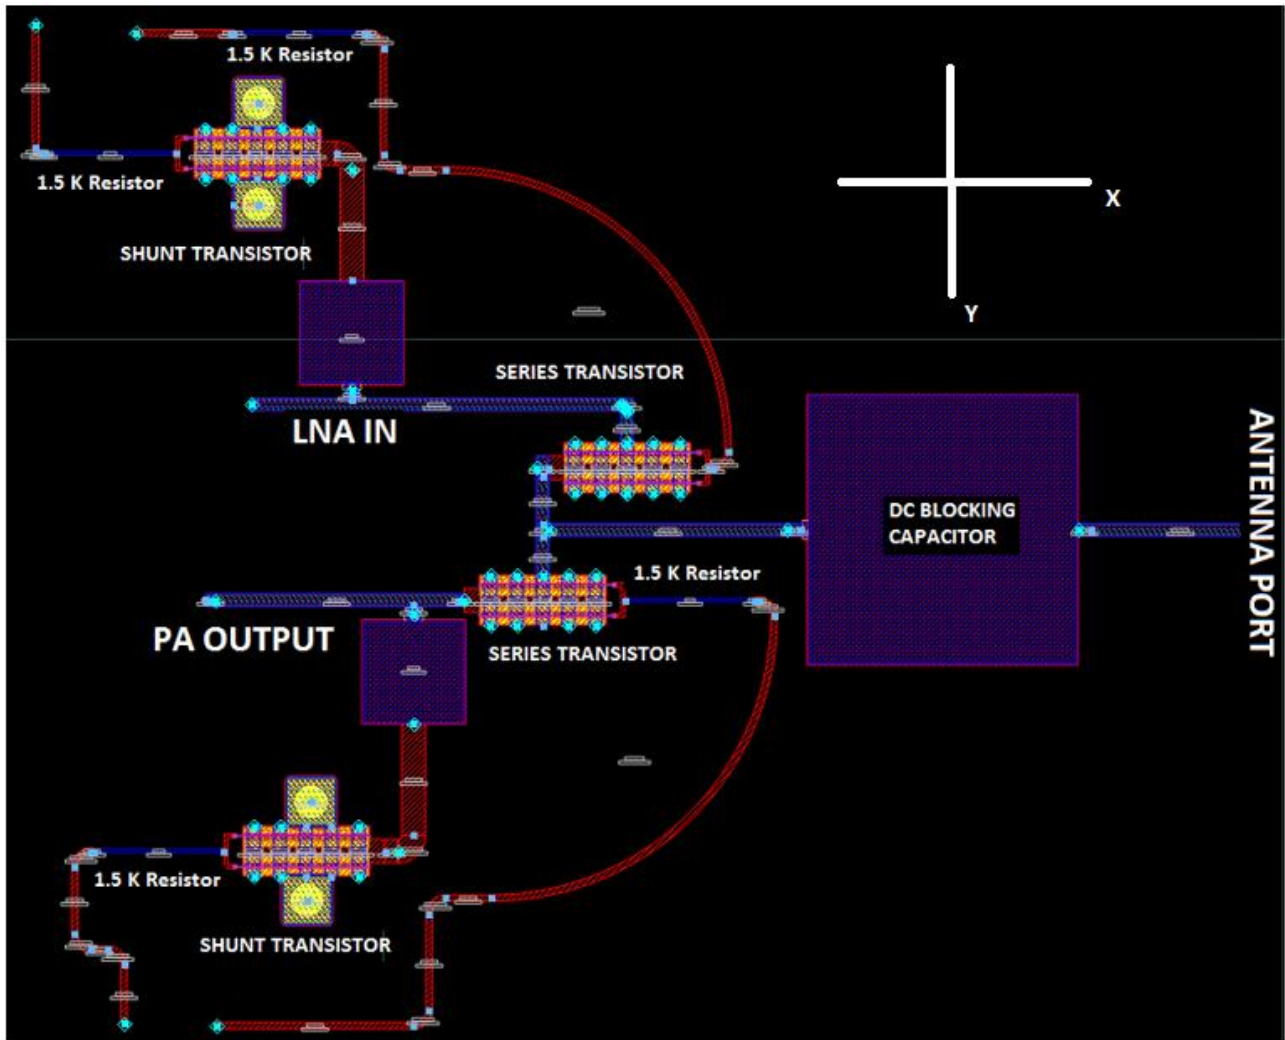 1.5 K Resistor
1.5 K Resistor
SHUNT TRANSISTOR
X
Y
SERIES TRANSISTOR
LNA IN
DC BLOCKING
CAPACITOR
ANTENNA PORT
1.5 K Resistor
PA OUTPUT
SERIES TRANSISTOR
1.5 K Resistor
SHUNT TRANSISTOR